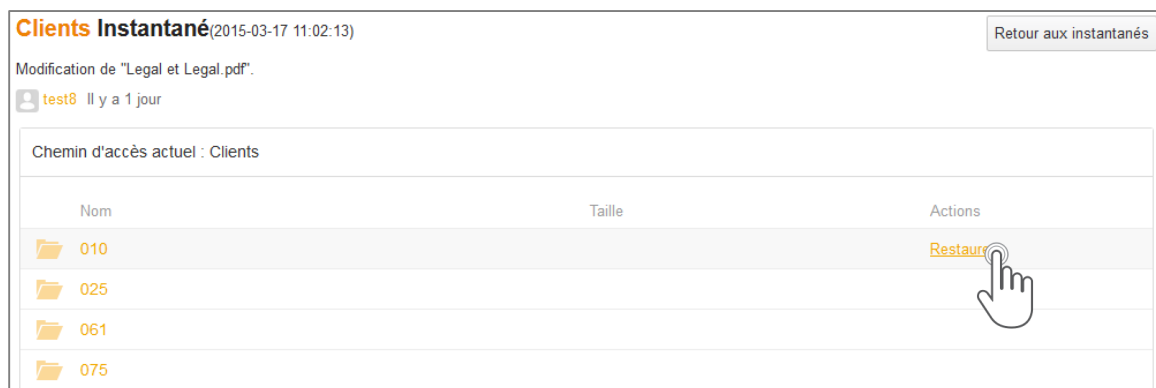 Clients Instantané(2015-03-17 11:02:13)
Retour aux instantanés
Modification de "Legal et Legal.pdf".
test8 Il y a 1 jour
Chemin d'accès actuel : Clients
Nom Taille Actions
010 Restaurer
025
061
075